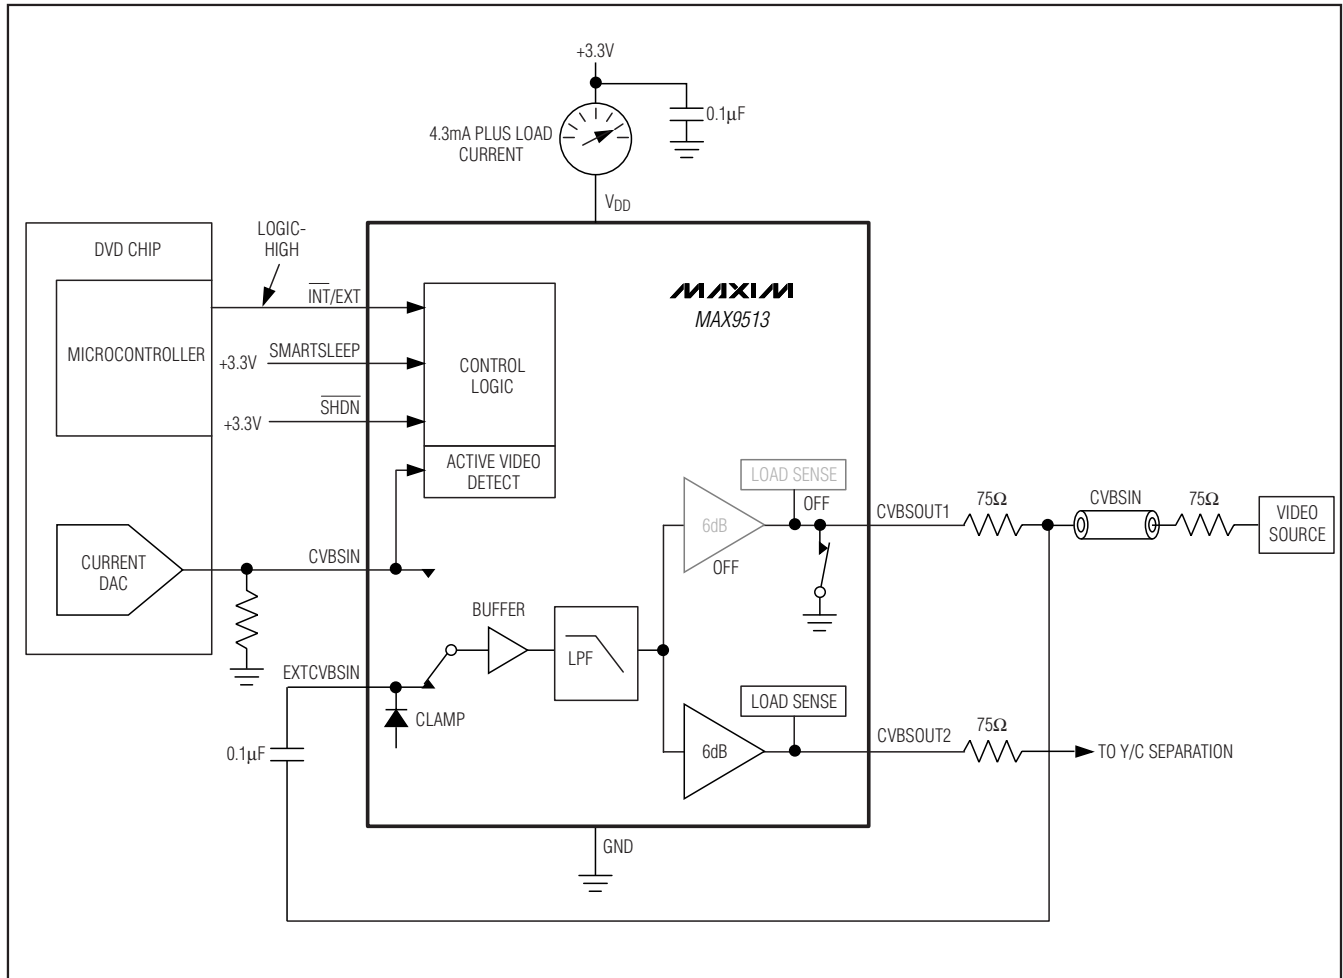 +3.3V
0.1µF
4.3mA PLUS LOAD
CURRENT
VDD
DVD CHIP
LOGIC-
HIGH
INT/EXT
MAXIM
MAX9513
MICROCONTROLLER
+3.3V
SMARTSLEEP
CONTROL
LOGIC
+3.3V
SHDN
ACTIVE VIDEO
DETECT
LOAD SENSE
OFF
6dB
OFF
CVBSOUT1
75Ω
CVBSIN
75Ω
VIDEO
SOURCE
CURRENT
DAC
CVBSIN
BUFFER
LPF
EXTCVBSIN
CLAMP
LOAD SENSE
6dB
CVBSOUT2
75Ω
TO Y/C SEPARATION
0.1µF
GND